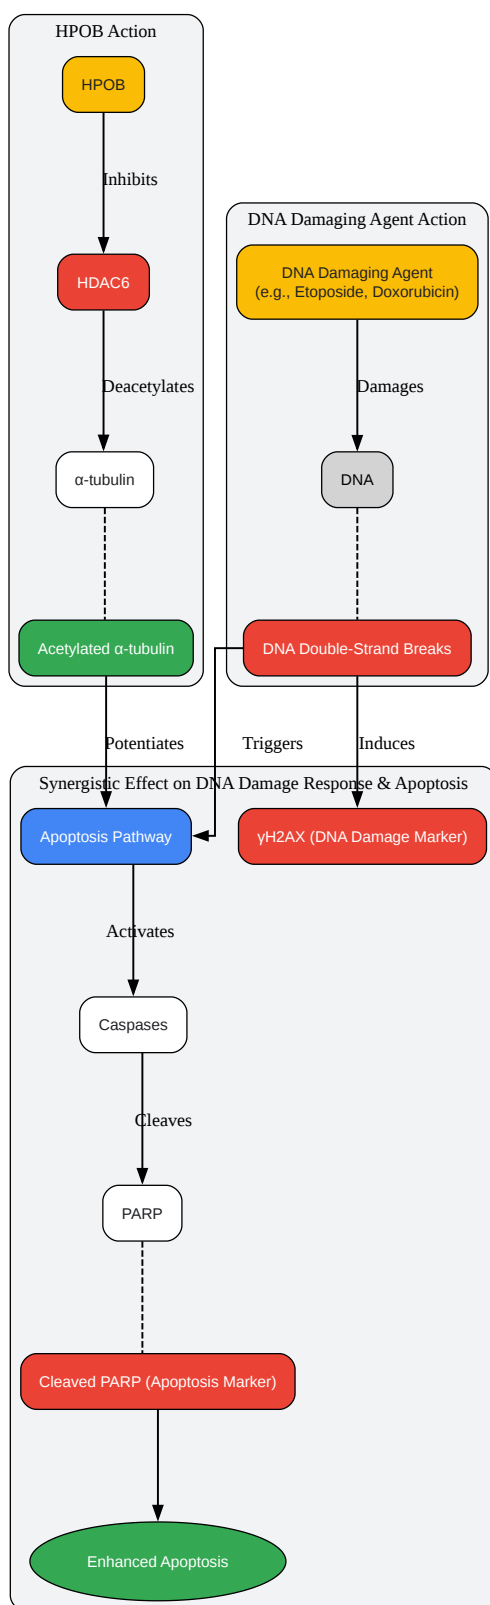 HPOB Action
HPOB
Inhibits
HDAC6
Deacetylates
α-tubulin
Acetylated α-tubulin
DNA Damaging Agent Action
DNA Damaging Agent
(e.g., Etoposide, Doxorubicin)
Damages
DNA
DNA Double-Strand Breaks
Potentiates
Triggers
Induces
Synergistic Effect on DNA Damage Response & Apoptosis
Apoptosis Pathway
γH2AX (DNA Damage Marker)
Activates
Caspases
Cleaves
PARP
Cleaved PARP (Apoptosis Marker)
Enhanced Apoptosis